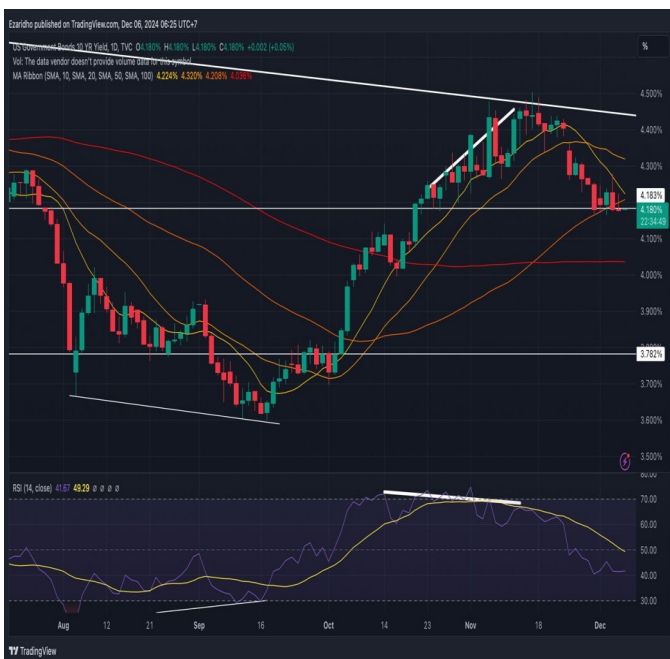 Ezaridho published on TradingView.com, Dec 06, 2024 06:25 UTC+7
US Government Bonds 10 YR Yield, 1D, TVC O4.180% H4.180% L4.180% C4.180% +0.002 (+0.05%)
%
Vol: The data vendor doesn't provide volume data for this symbol.
MA Ribbon (SMA, 10, SMA, 20, SMA, 50, SMA, 100) 4.224% 4.320% 4.208% 4.036%
4.500%
4.400%
4.300%
4.183%
4.180%
22:34:49
4.100%
4.000%
3.900%
3.782%
3.700%
3.600%
3.500%
80.00
RSI (14, close) 41.67 49.29 ø ø ø ø
70.00
60.00
50.00
40.00
30.00
Aug 12 21 Sep 16 Oct 14 23 Nov 18 Dec
TradingView